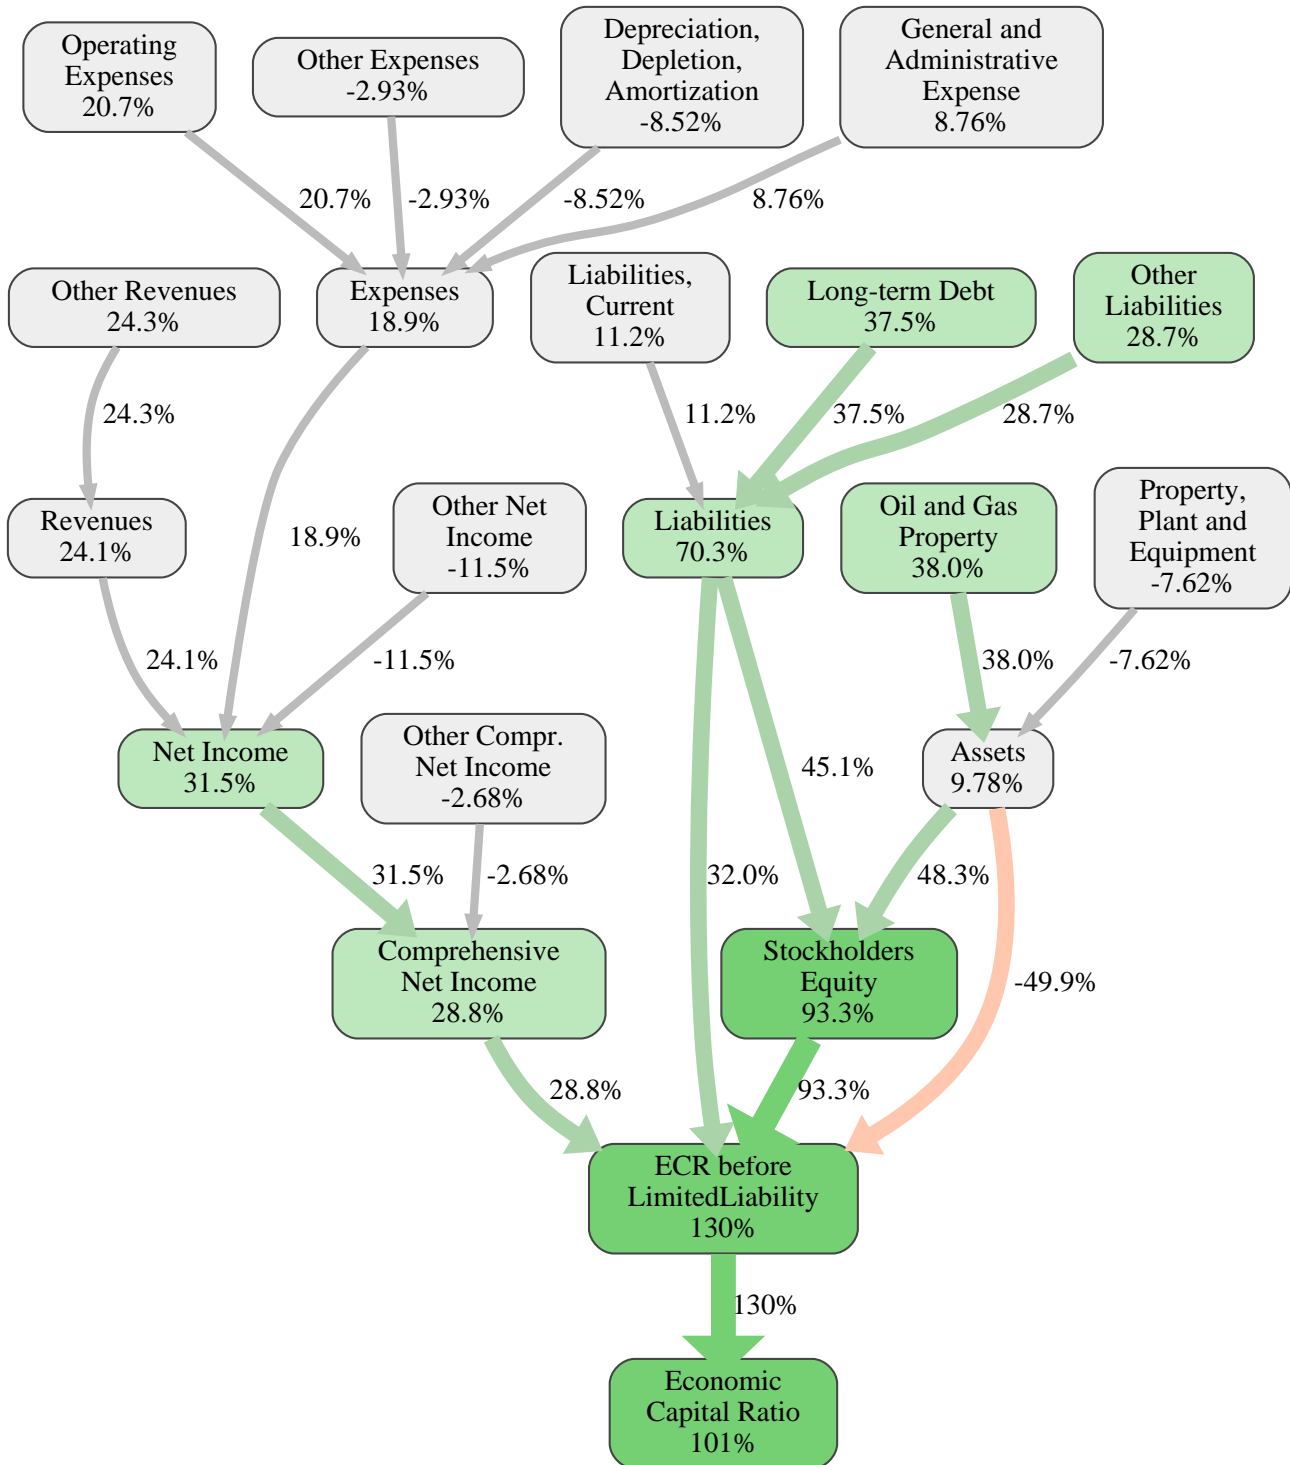 Operating
Expenses
20.7%
Other Expenses
-2.93%
Depreciation,
Depletion,
Amortization
-8.52%
General and
Administrative
Expense
8.76%
20.7%
-2.93%
-8.52%
8.76%
Other Revenues
24.3%
Expenses
18.9%
Liabilities,
Current
11.2%
Long-term Debt
37.5%
Other
Liabilities
28.7%
24.3%
11.2%
37.5%
28.7%
Revenues
24.1%
18.9%
Other Net
Income
-11.5%
Liabilities
70.3%
Oil and Gas
Property
38.0%
Property,
Plant and
Equipment
-7.62%
24.1%
-11.5%
38.0%
-7.62%
Net Income
31.5%
Other Compr.
Net Income
-2.68%
45.1%
Assets
9.78%
31.5%
-2.68%
32.0%
48.3%
Comprehensive
Net Income
28.8%
Stockholders
Equity
93.3%
-49.9%
28.8%
93.3%
ECR before
LimitedLiability
130%
130%
Economic
Capital Ratio
101%